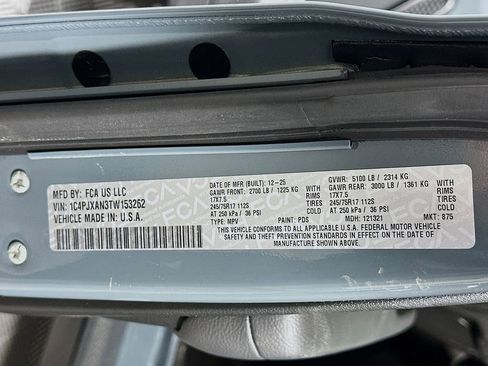 MFD BY: FCA US LLC
VIN: 1C4PJXAN3TW153262
VEHICLE MADE IN U.S.A.
DATE OF MFR (BUILT): 12-25 GVWR: 5100 LB / 2314 KG
GAWR FRONT: 2700 LB / 1225 KG WITH GAWR REAR: 3000 LB / 1361 KG WITH
17X7.5 RIMS 17X7.5 RIMS
245/75R17 112S TIRES 245/75R17 112S TIRES
AT 250 kPa / 36 PSI COLD AT 250 kPa / 36 PSI COLD
TYPE: MPV PAINT: PDS MDH: 121321 MKT: 875
THIS VEHICLE CONFORMS TO ALL APPLICABLE U.S.A. FEDERAL MOTOR VEHICLE
SAFETY AND THEFT PREVENTION STANDARDS IN EFFECT ON THE DATE OF
MANUFACTURE SHOWN ABOVE.